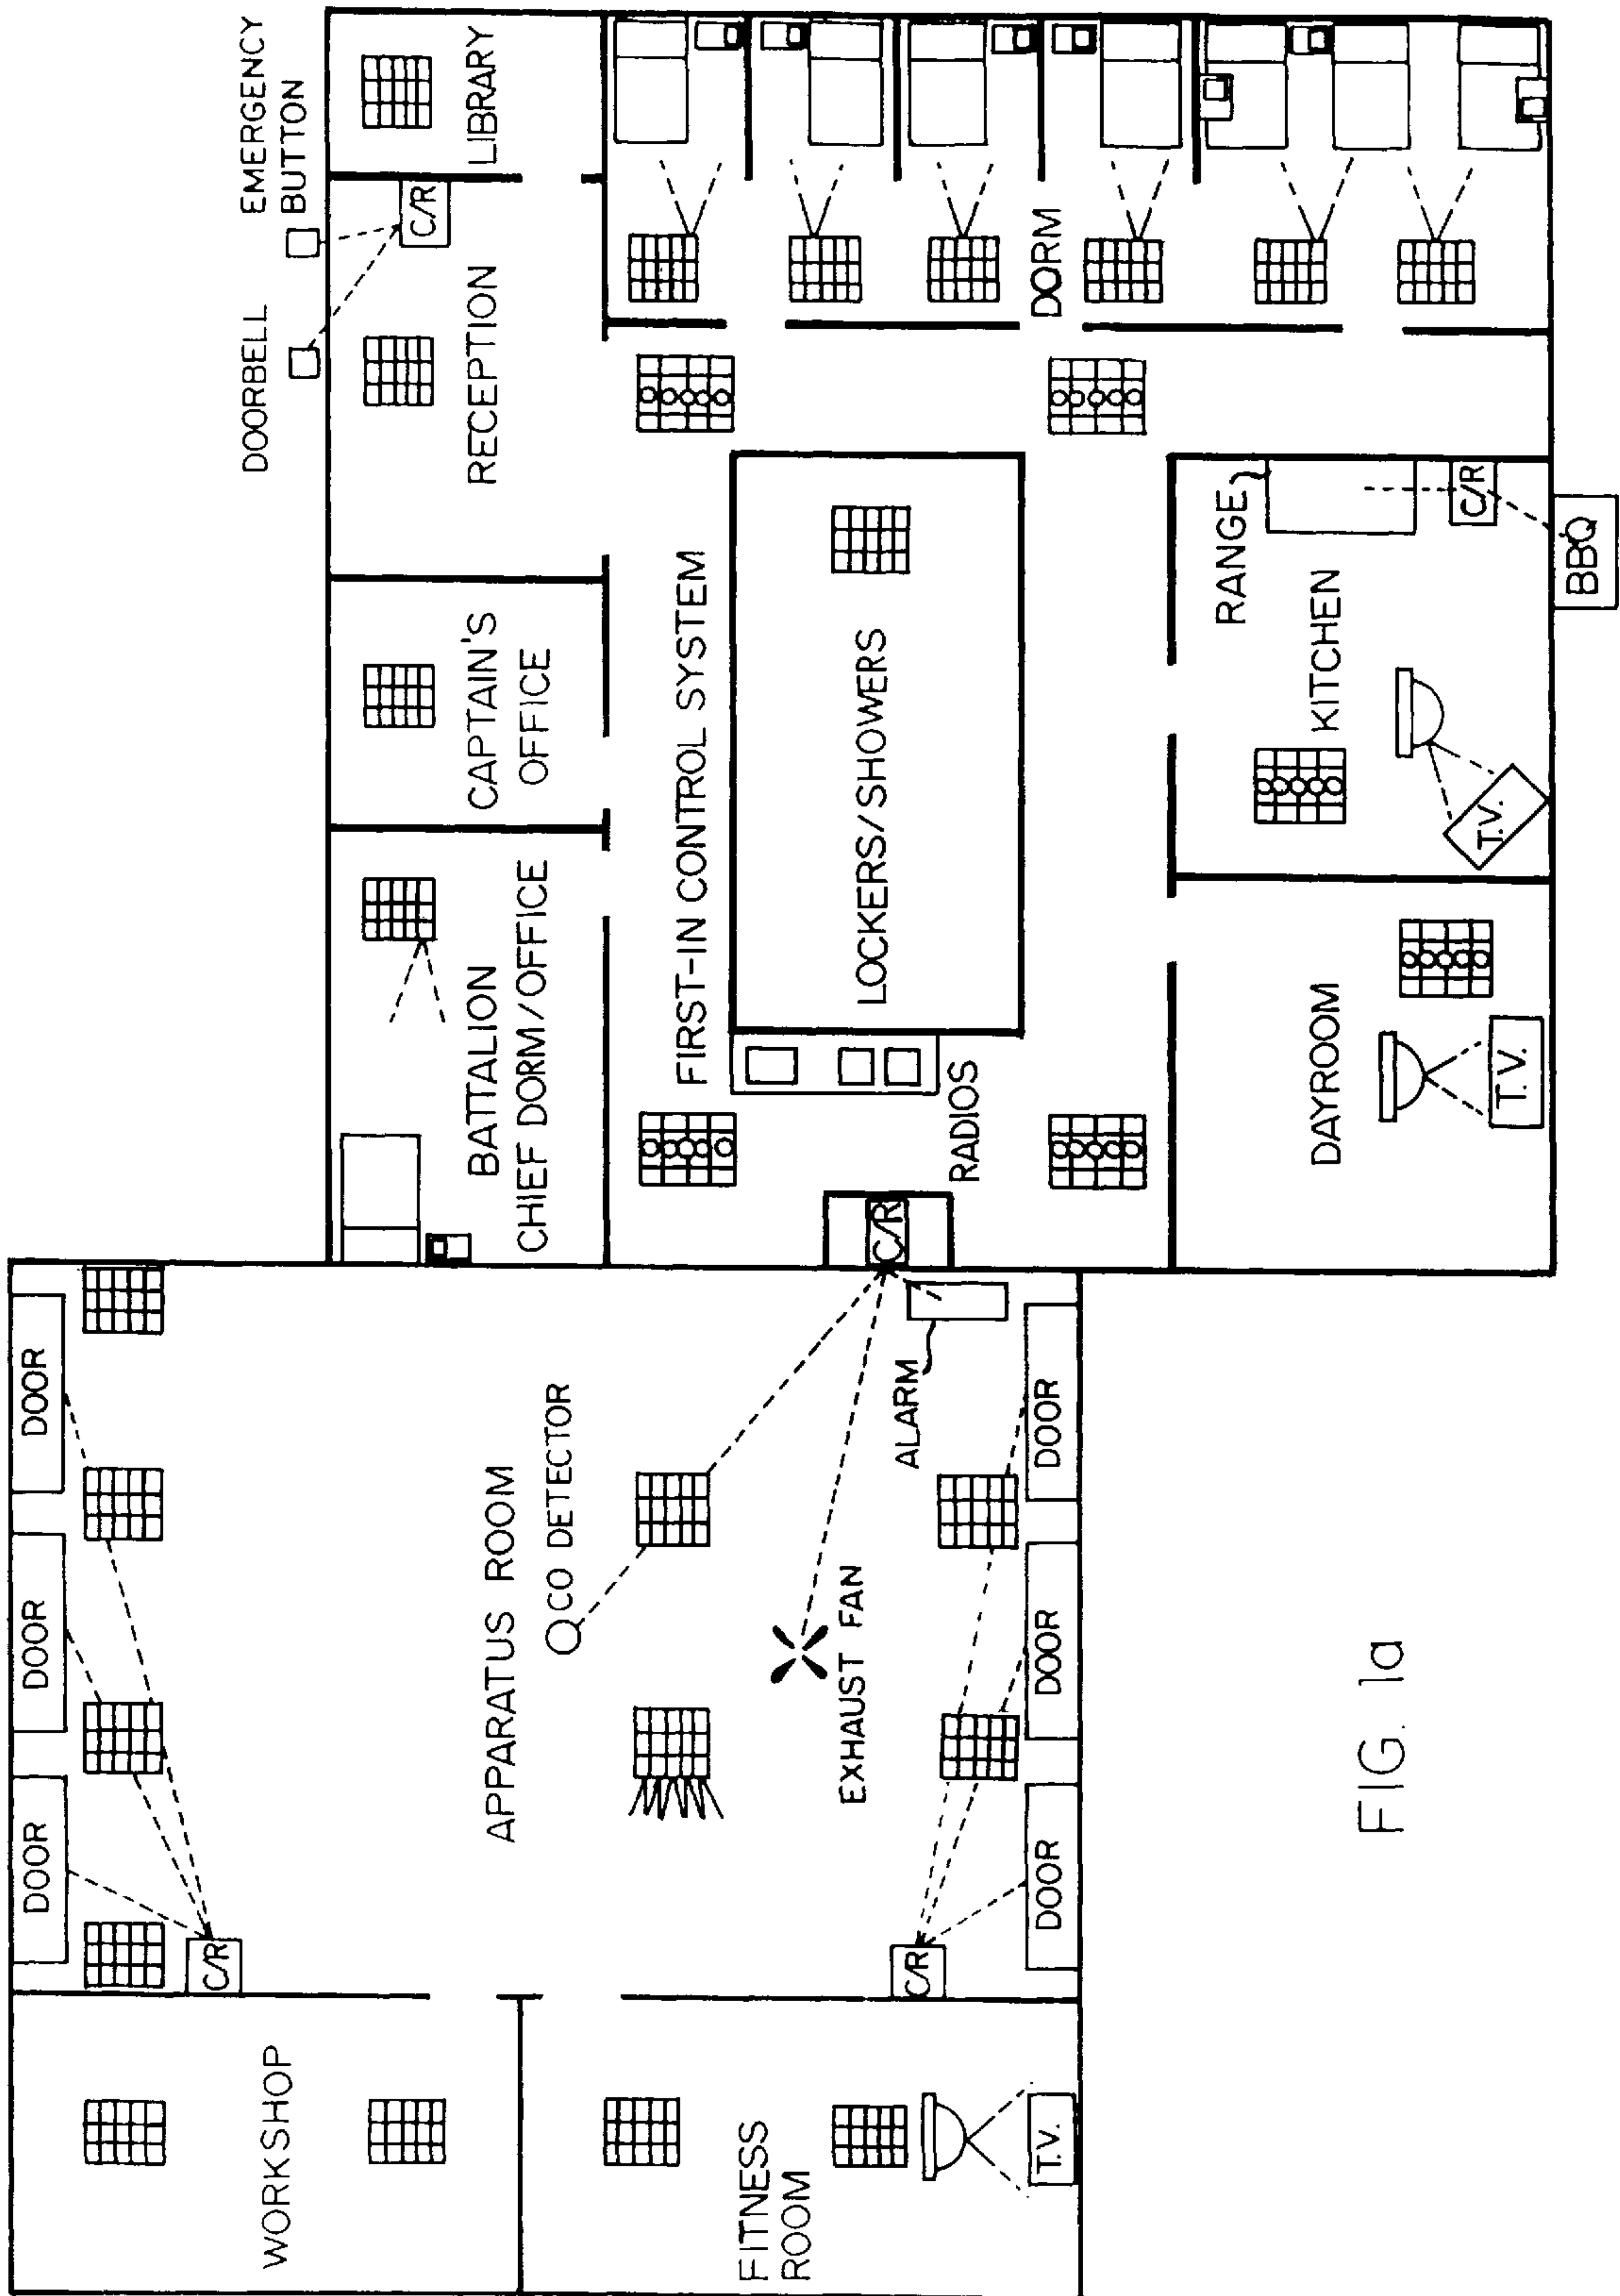 EMERGENCY
BUTTON
DOORBELL
LIBRARY
C/R
RECEPTION
CAPTAIN'S
OFFICE
BATTALION
CHIEF DORM/OFFICE
DORM
FIRST-IN CONTROL SYSTEM
LOCKERS/SHOWERS
RADIOS
C/R
RANGE
C/R
KITCHEN
BBQ
T.V.
DAYROOM
T.V.
DOOR
DOOR
DOOR
C/R
APPARATUS ROOM
CO DETECTOR
EXHAUST FAN
ALARM
DOOR
DOOR
DOOR
C/R
WORKSHOP
FITNESS
ROOM
T.V.
FIG. 1a